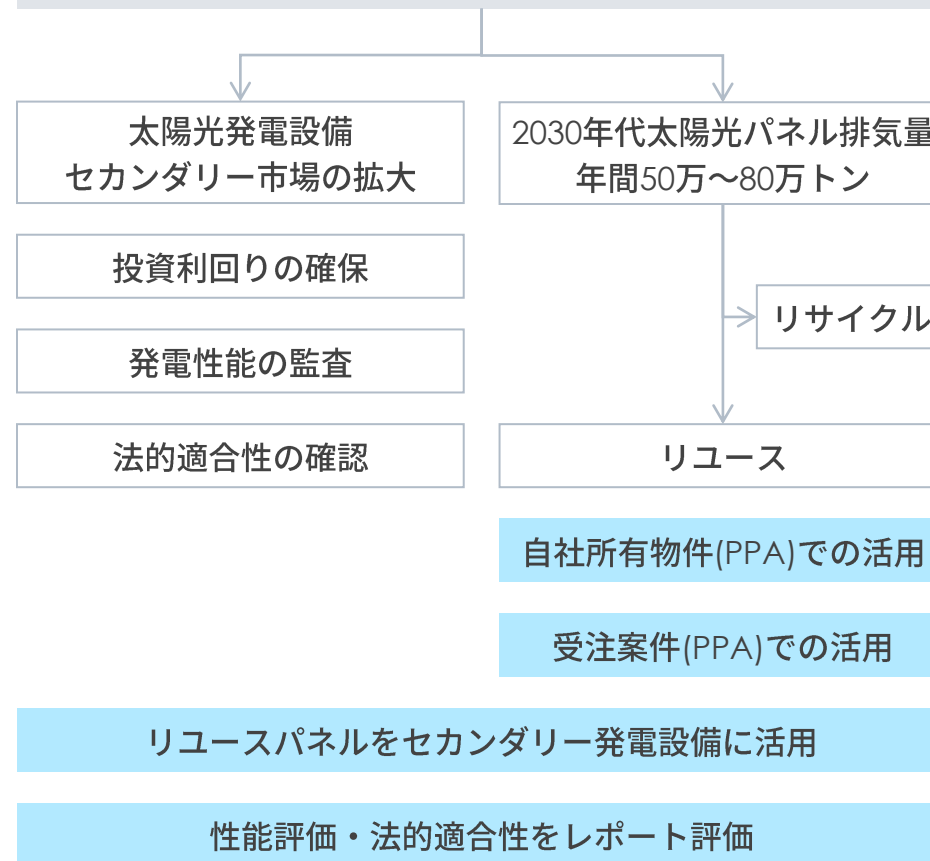 太陽光発電設備
セカンダリー市場の拡大
投資利回りの確保
発電性能の監査
法的適合性の確認
2030年代太陽光パネル排気量
年間50万〜80万トン
リサイクル
リユース
自社所有物件(PPA)での活用
受注案件(PPA)での活用
リユースパネルをセカンダリー発電設備に活用
性能評価・法的適合性をレポート評価